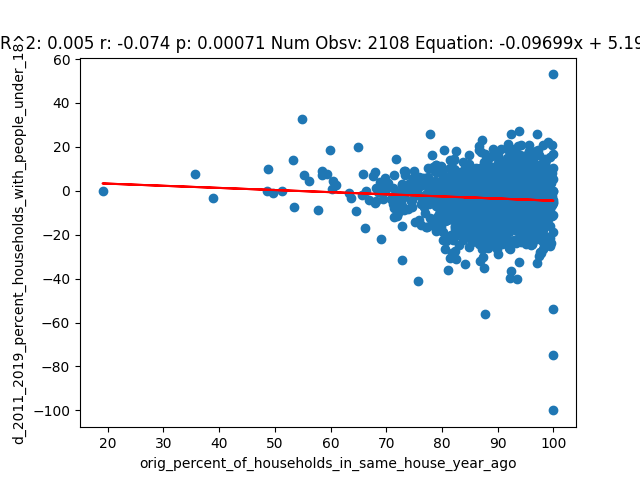 R^2: 0.005 r: -0.074 p: 0.00071 Num Obsv: 2108 Equation: -0.09699x + 5.19
d_2011_2019_percent_households_with_people_under_18
60
40
20
0
−20
−40
−60
−80
−100
20 30 40 50 60 70 80 90 100
orig_percent_of_households_in_same_house_year_ago